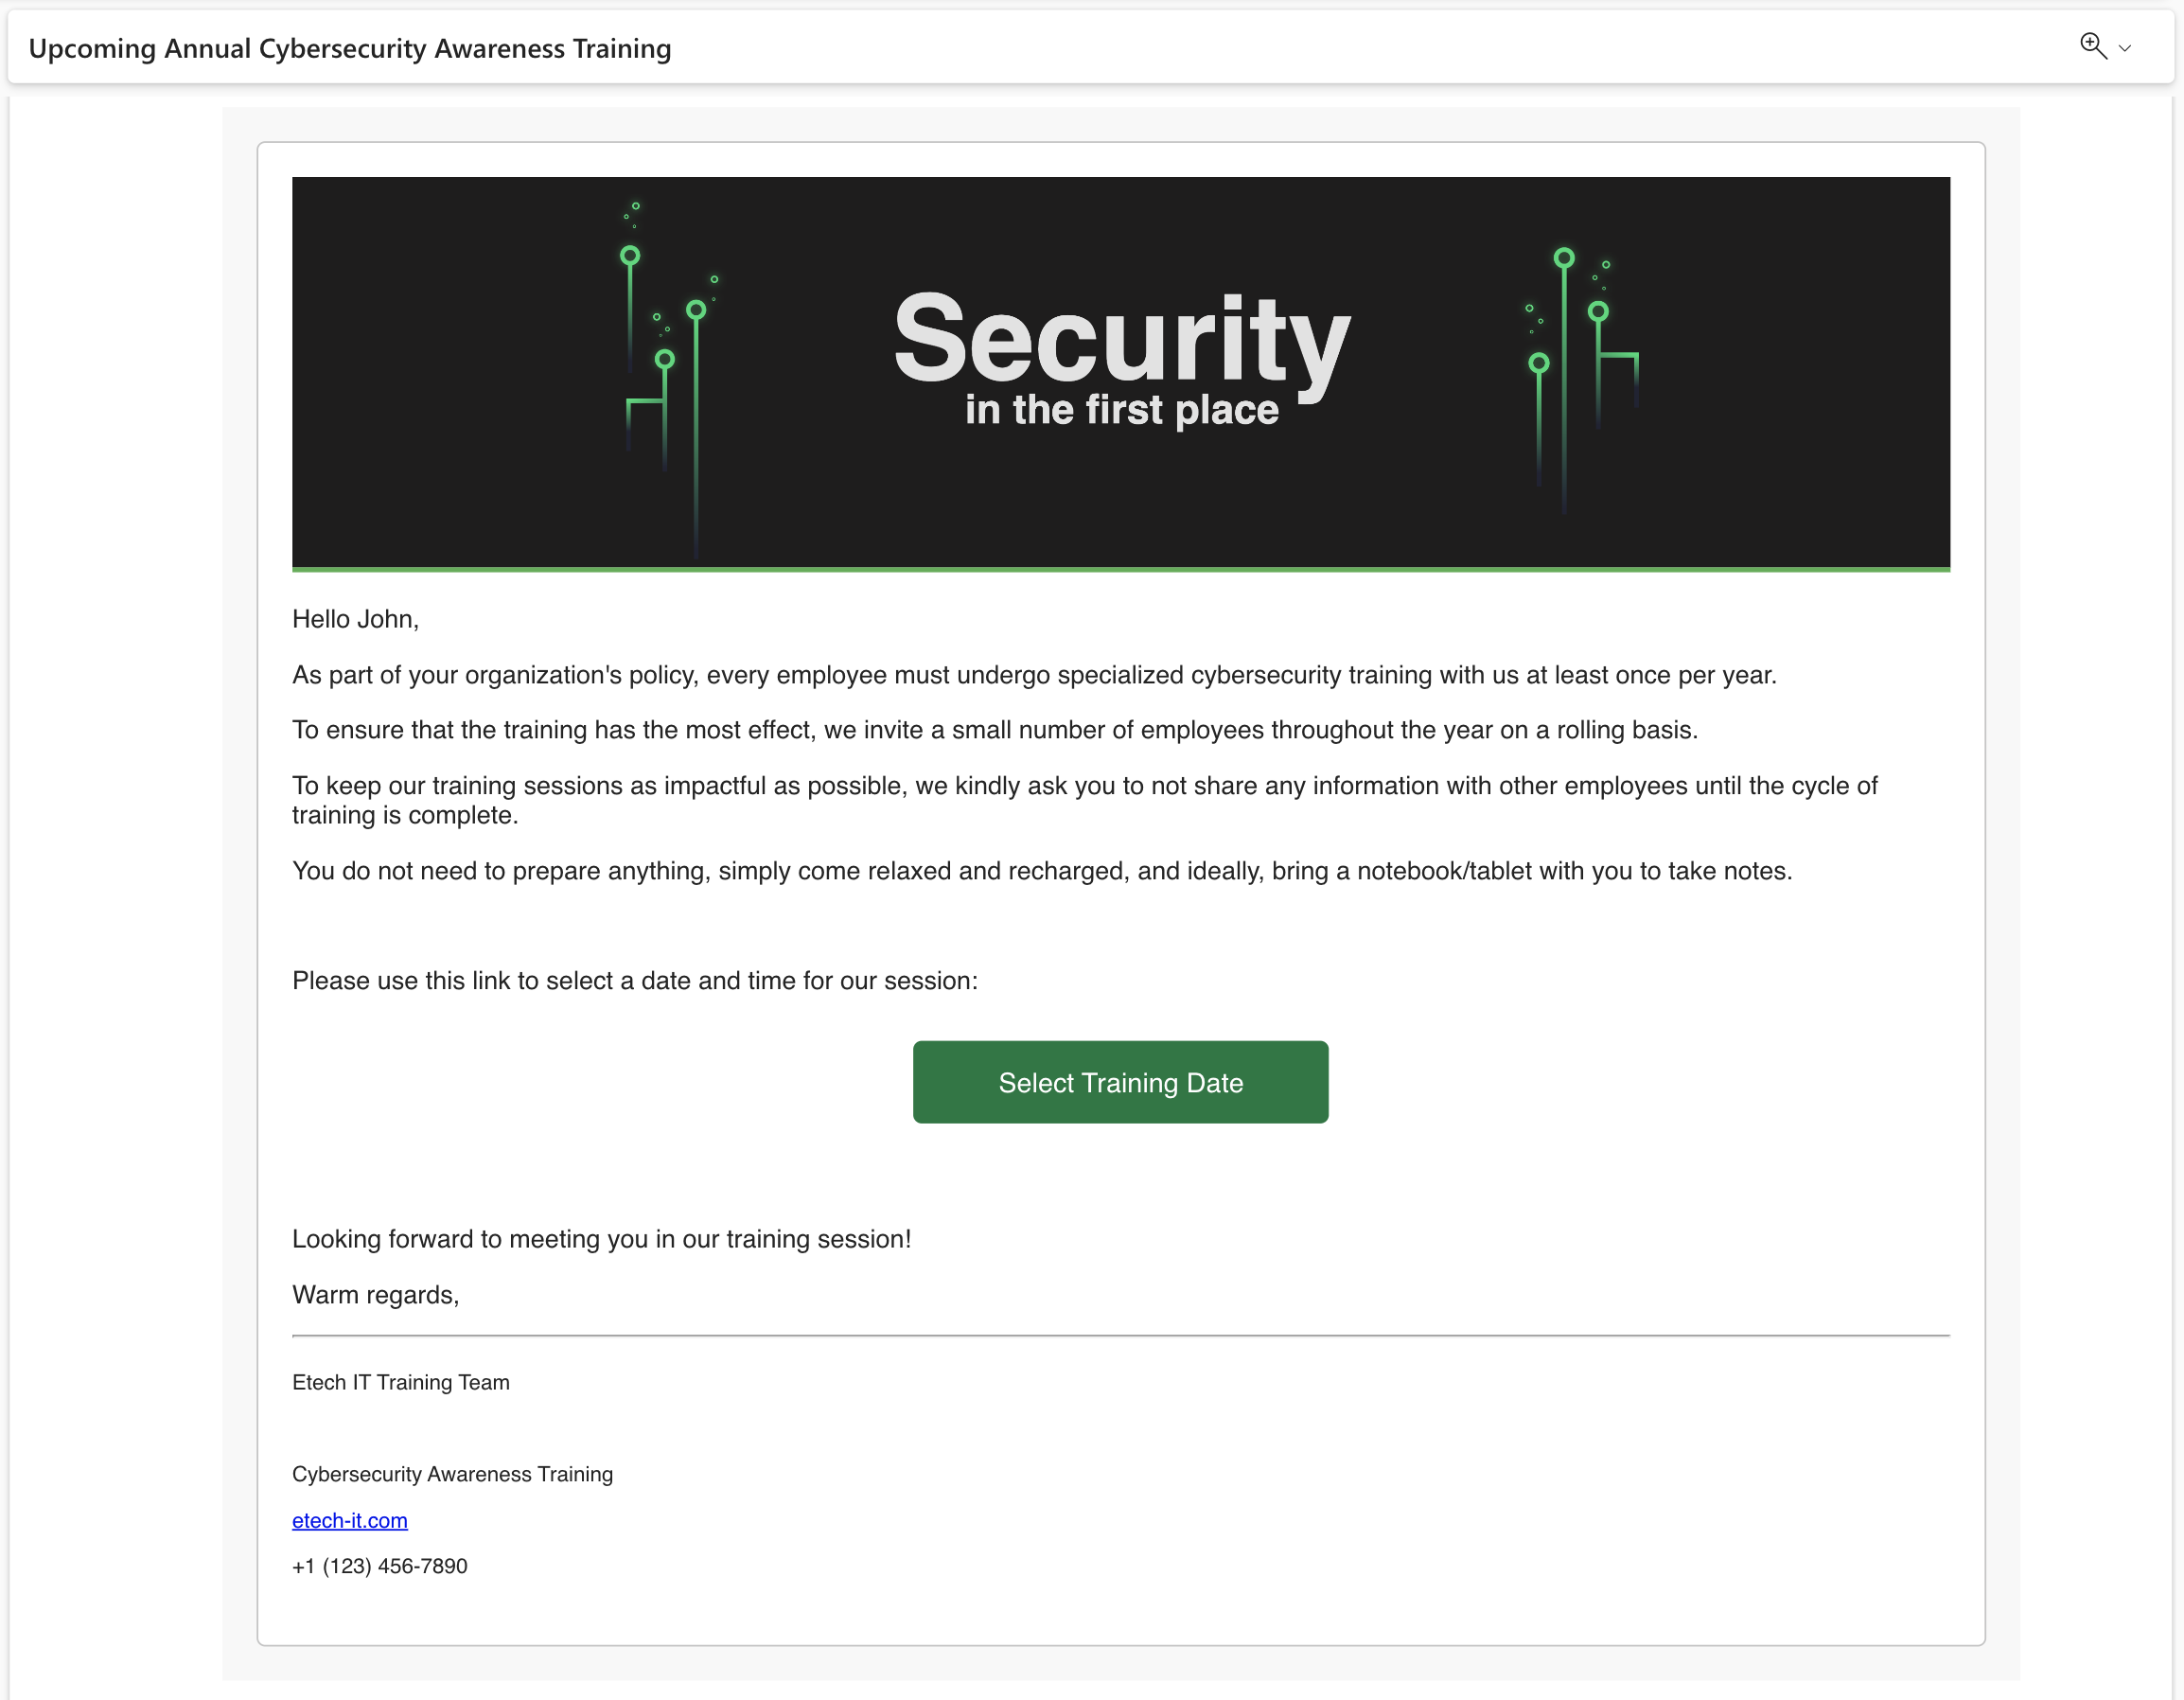 Upcoming Annual Cybersecurity Awareness Training
Security
in the first place
Hello John,
As part of your organization's policy, every employee must undergo specialized cybersecurity training with us at least once per year.
To ensure that the training has the most effect, we invite a small number of employees throughout the year on a rolling basis.
To keep our training sessions as impactful as possible, we kindly ask you to not share any information with other employees until the cycle of
training is complete.
You do not need to prepare anything, simply come relaxed and recharged, and ideally, bring a notebook/tablet with you to take notes.
Please use this link to select a date and time for our session:
Select Training Date
Looking forward to meeting you in our training session!
Warm regards,
Etech IT Training Team
Cybersecurity Awareness Training
etech-it.com
+1 (123) 456-7890